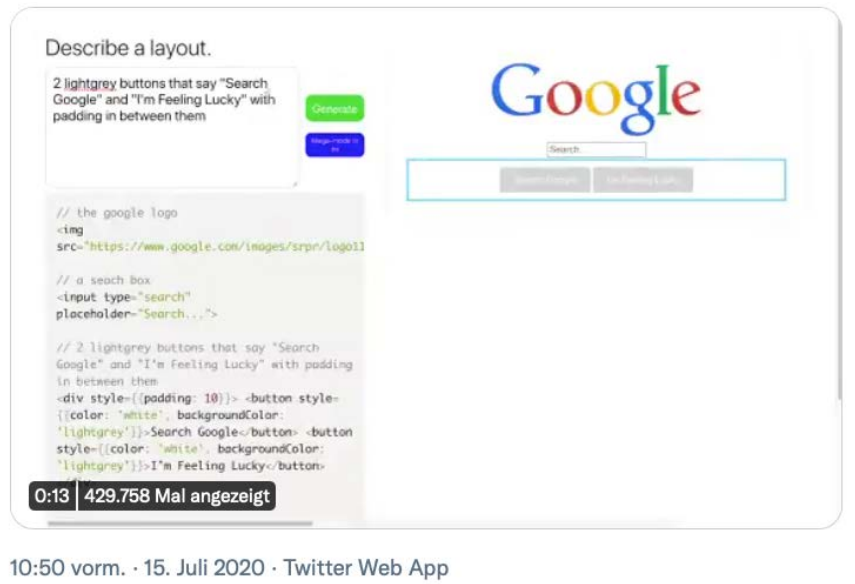 Describe a layout.
2 lightgrey buttons that say "Search
Google" and "I'm Feeling Lucky" with
padding in between them
Generate
Google
Search
// the google logo
<img
src="https://www.google.com/images/srpr/logo11
// a seach box
<input type="search"
placeholder="Search...">
// 2 lightgrey buttons that say "Search
Google" and "I'm Feeling Lucky" with padding
in between them
<div style={{padding: 10}}> <button style=
{{color: 'white', backgroundColor:
'lightgrey'}}>Search Google</button> <button
style={{color: 'white', backgroundColor:
'lightgrey'}}>I'm Feeling Lucky</button>
0:13 429.758 Mal angezeigt
10:50 vorm. · 15. Juli 2020 · Twitter Web App